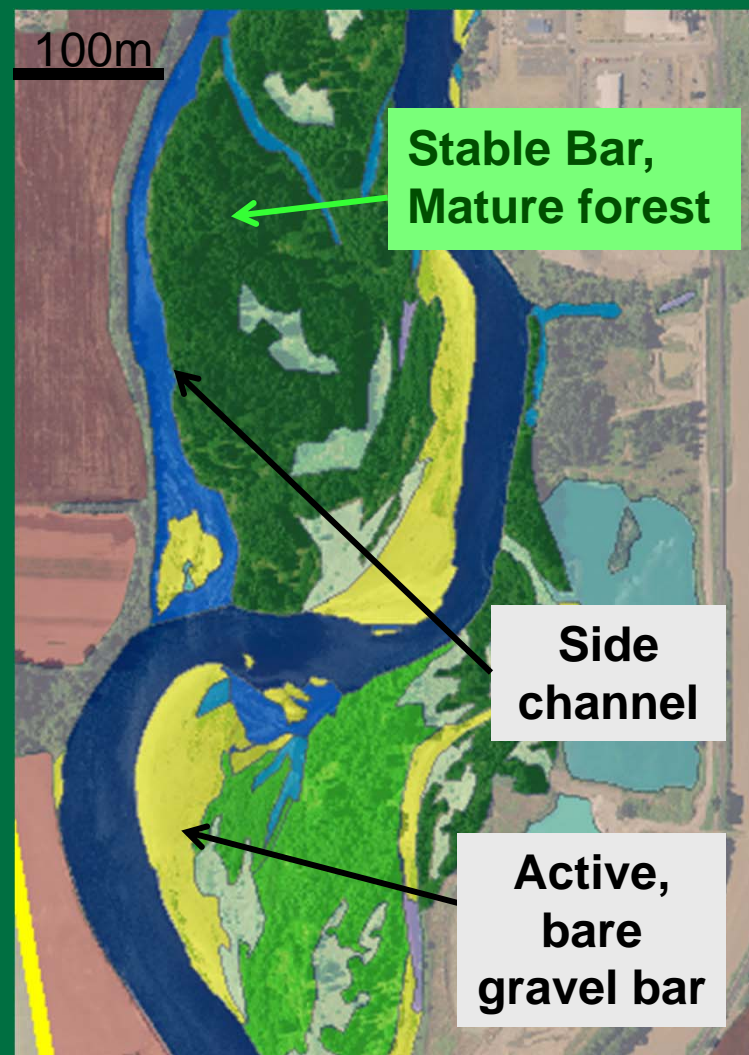 100m
Stable Bar,
Mature forest
Side
channel
Active,
bare
gravel bar